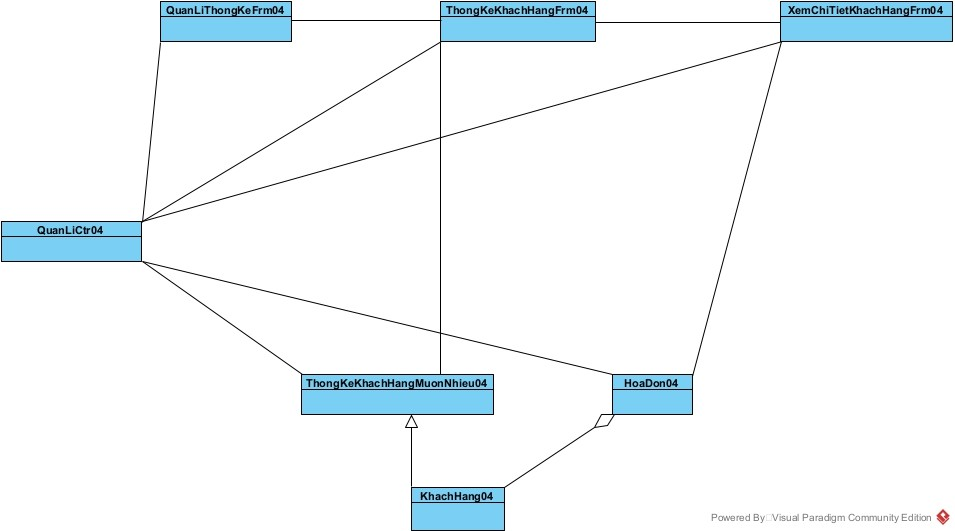 QuanLiThongKeFrm04
ThongKeKhachHangFrm04
XemChiTietKhachHangFrm04
QuanLiCtr04
ThongKeKhachHangMuonNhieu04
HoaDon04
KhachHang04
Powered By Visual Paradigm Community Edition